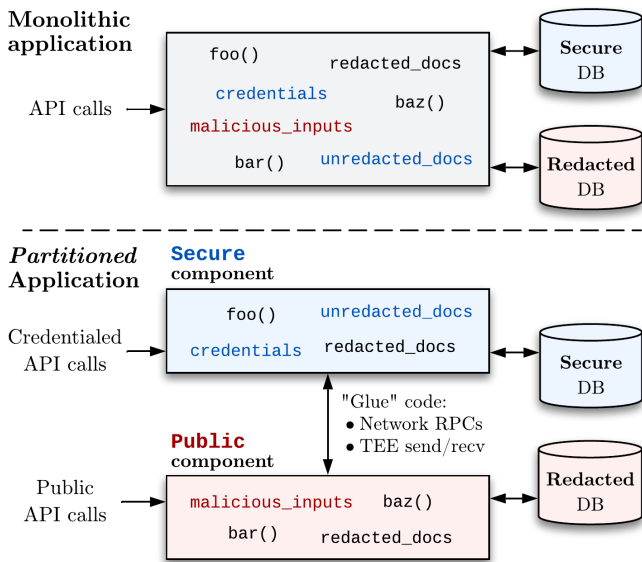 Monolithic
application
API calls
foo()
redacted_docs
credentials
baz()
malicious_inputs
bar()
unredacted_docs
Secure
DB
Redacted
DB
Partitioned
Application
Secure
component
Credentialed
API calls
foo()
unredacted_docs
credentials
redacted_docs
Secure
DB
"Glue" code:
• Network RPCs
• TEE send/recv
Public
component
Public
API calls
malicious_inputs
baz()
bar()
redacted_docs
Redacted
DB